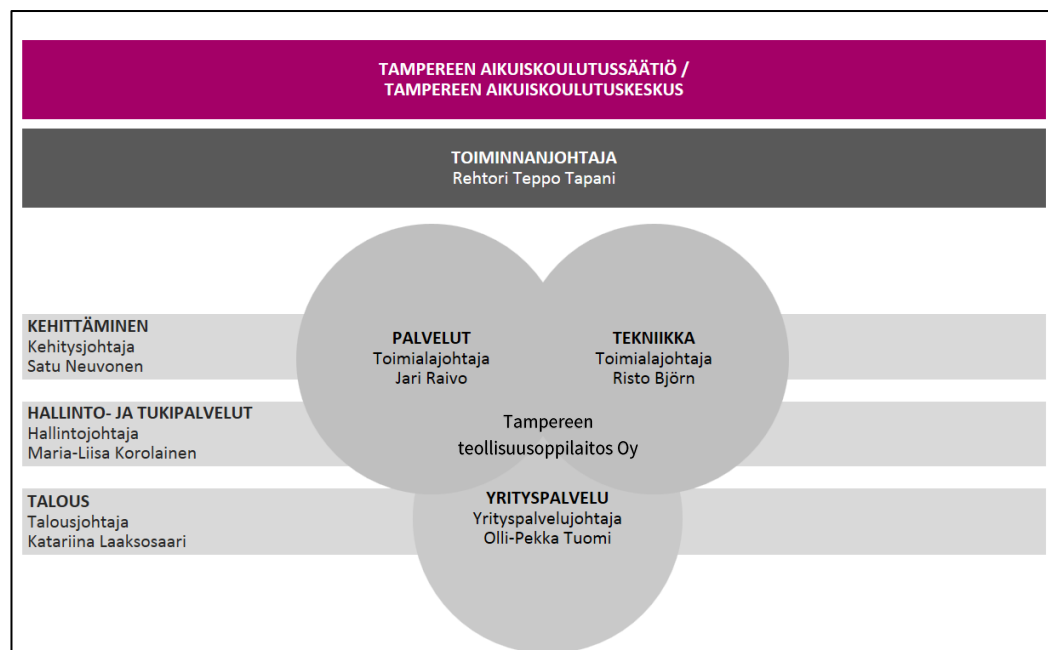 TAMPEREEN AIKUISKOULUTUSSÄÄTIÖ /
TAMPEREEN AIKUISKOULUTUSKESKUS
TOIMINNANJOHTAJA
Rehtori Teppo Tapani
KEHITTÄMINEN
Kehitysjohtaja
Satu Neuvonen
PALVELUT
Toimialajohtaja
Jari Raivo
TEKNIIKKA
Toimialajohtaja
Risto Björn
HALLINTO- JA TUKIPALVELUT
Hallintojohtaja
Maria-Liisa Korolainen
Tampereen
teollisuusoppilaitos Oy
TALOUS
Talousjohtaja
Katariina Laaksosaari
YRITYSPALVELU
Yrityspalvelujohtaja
Olli-Pekka Tuomi